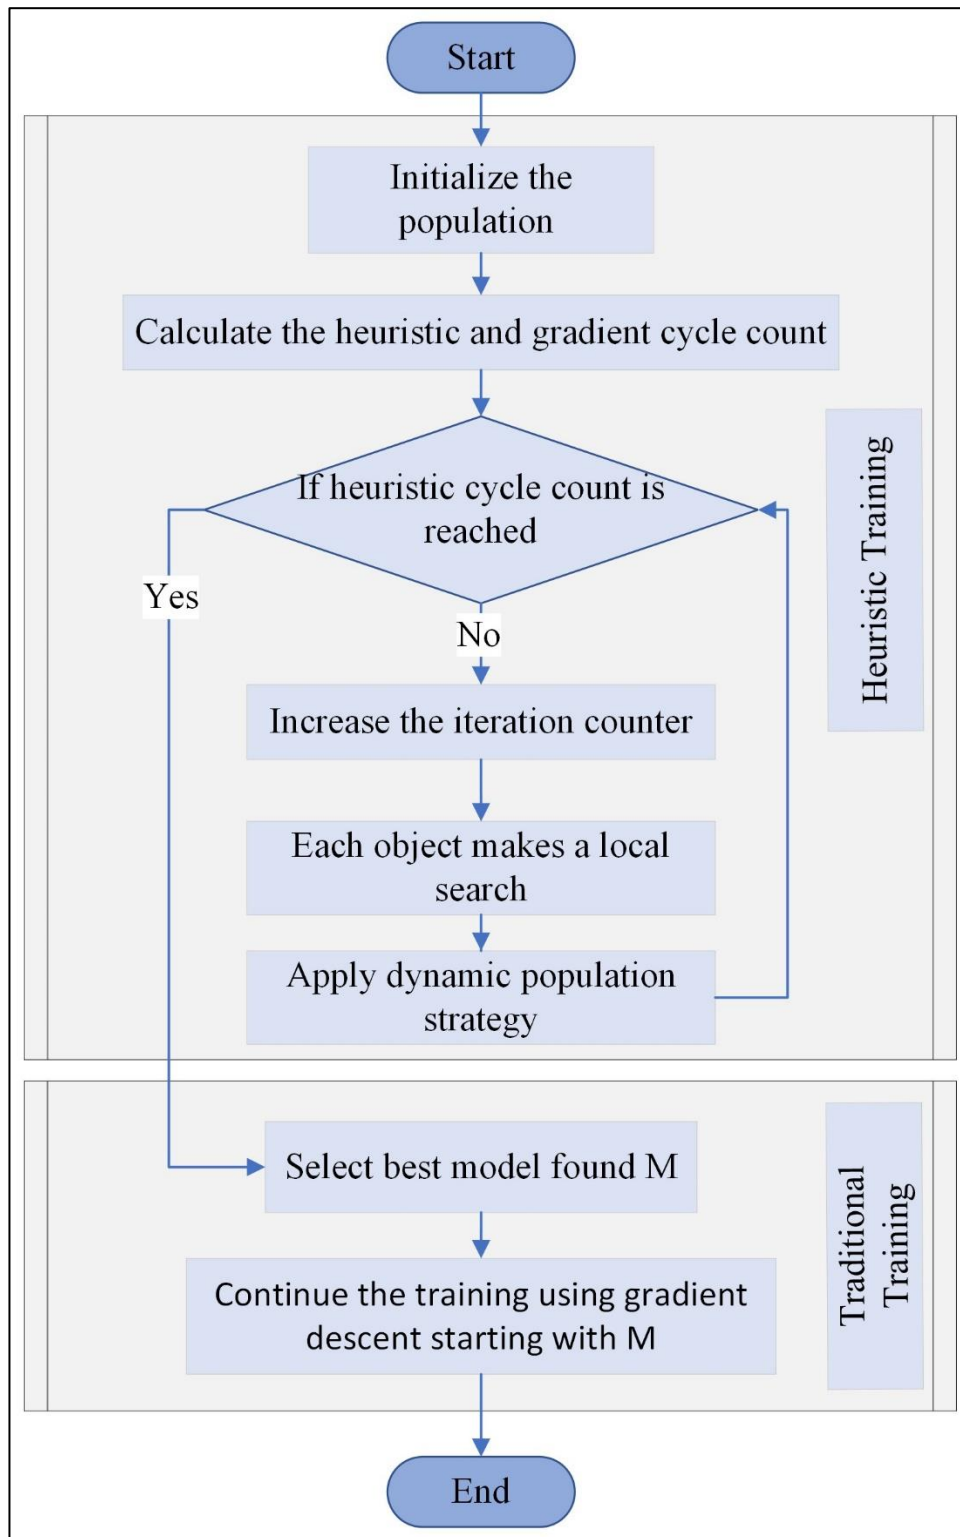 Start
Initialize the
population
Calculate the heuristic and gradient cycle count
If heuristic cycle count is
reached
Yes
No
Increase the iteration counter
Each object makes a local
search
Apply dynamic population
strategy
Heuristic Training
Select best model found M
Continue the training using gradient
descent starting with M
Traditional
Training
End